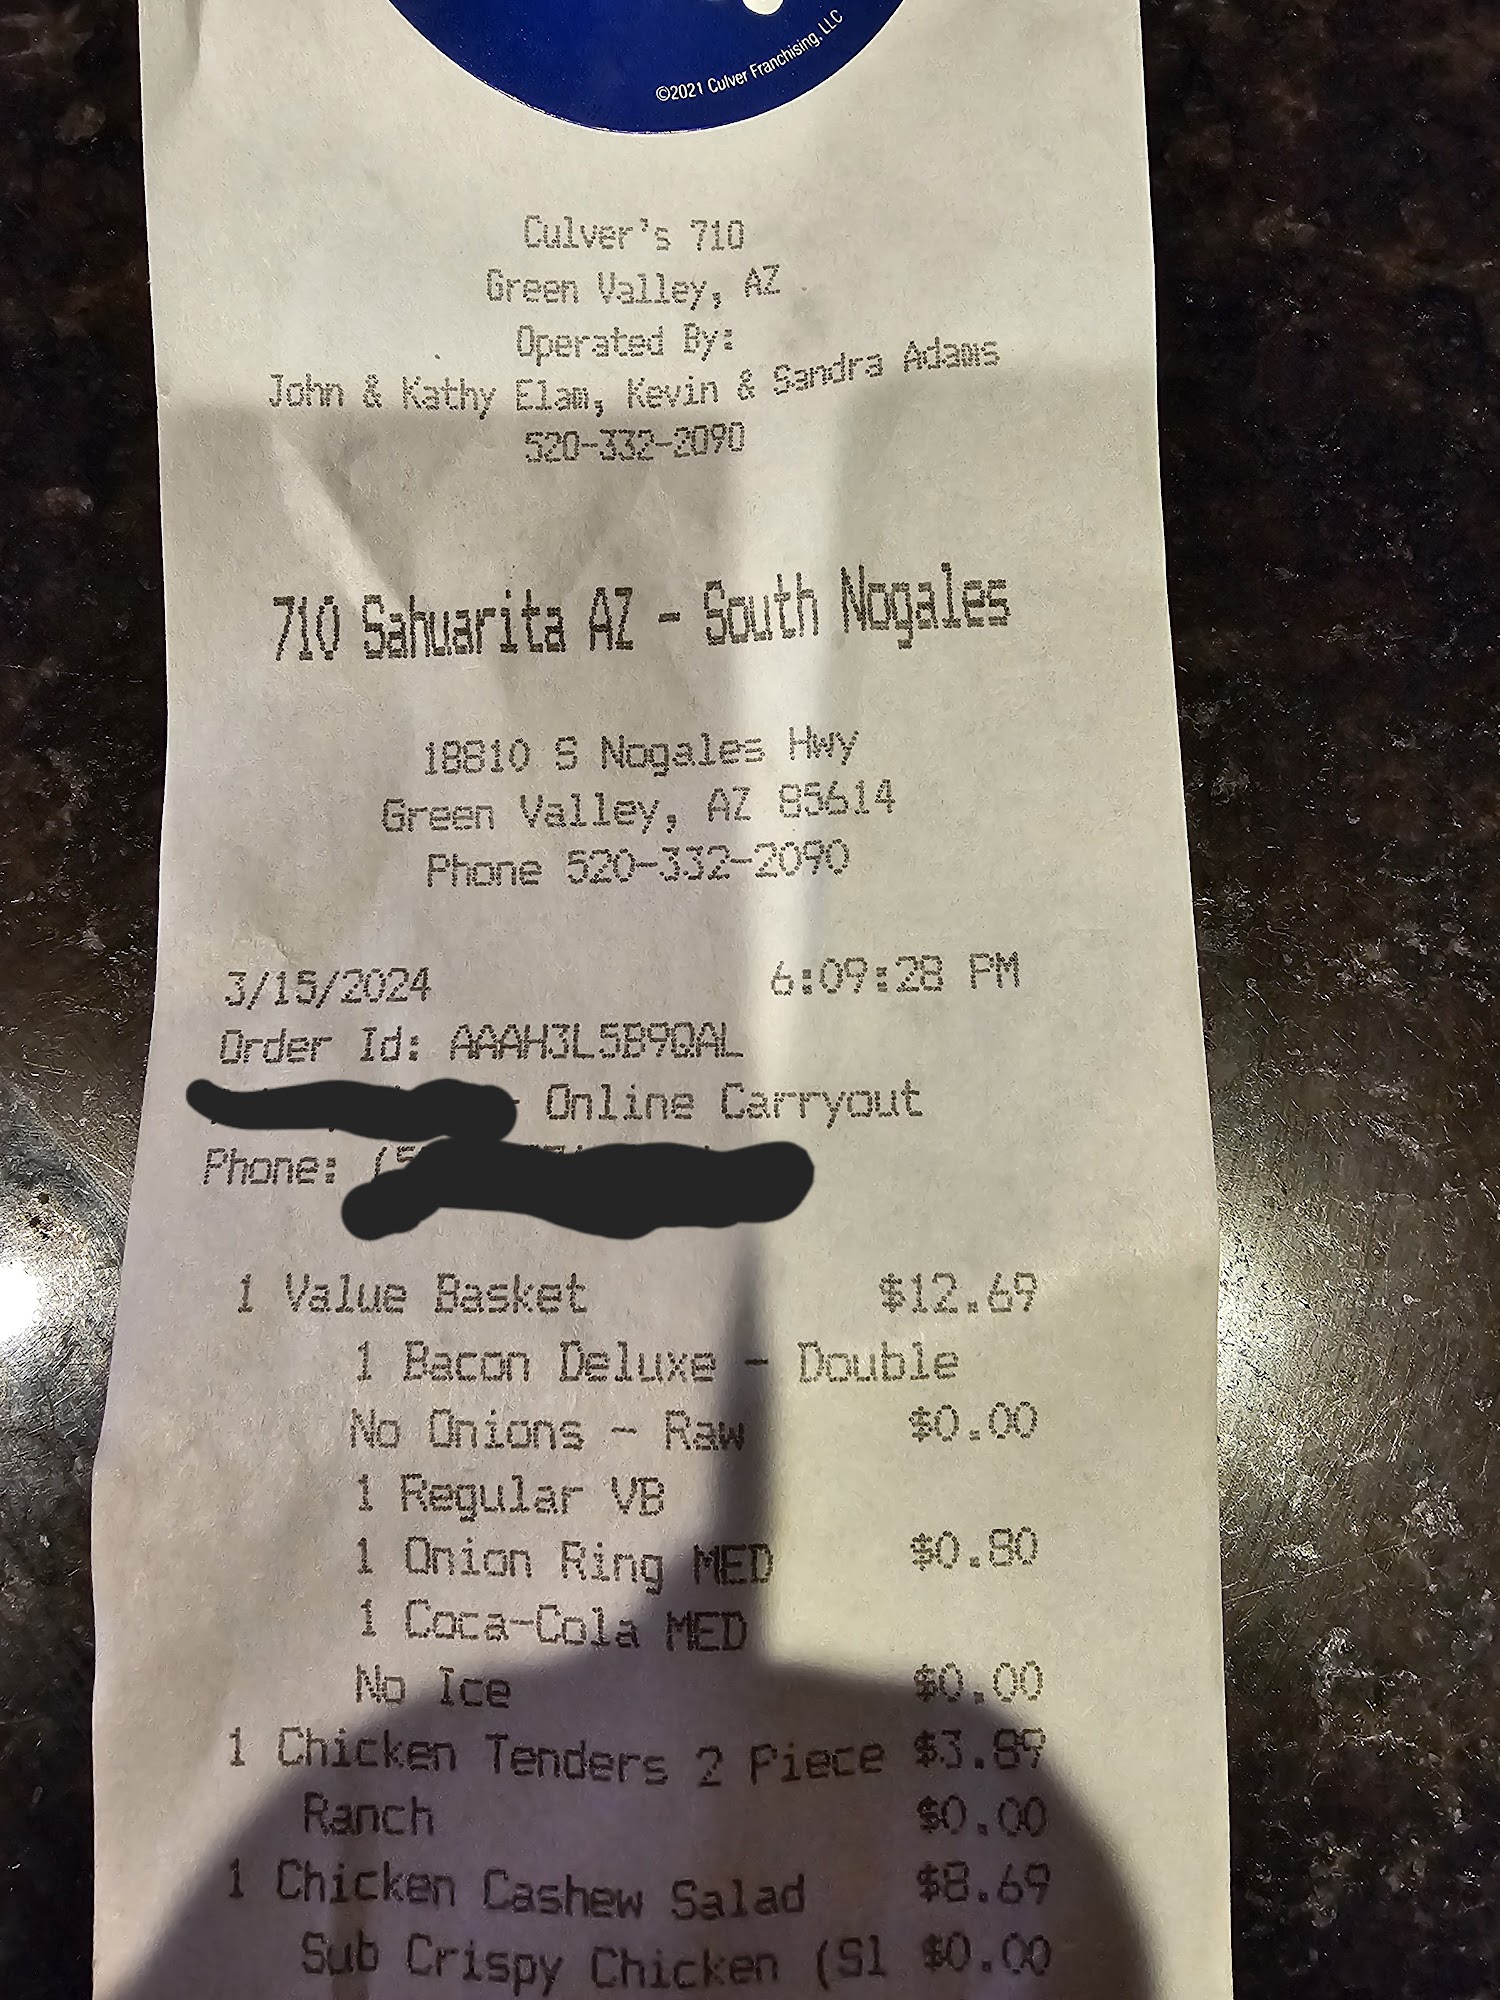 ©2021 Culver Franchising, LLC
Culver's 710
Green Valley, AZ
Operated By:
John & Kathy Elam, Kevin & Sandra Adams
520-332-2090
710 Sahuarita AZ - South Nogales
18810 S Nogales Hwy
Green Valley, AZ 85614
Phone 520-332-2090
3/15/2024 6:09:28 PM
Order Id: AAAH3L5B9QAL
- Online Carryout
Phone: (5
1 Value Basket $12.69
1 Bacon Deluxe - Double
No Onions - Raw $0.00
1 Regular VB
1 Onion Ring MED $0.80
1 Coca-Cola MED
No Ice $0.00
1 Chicken Tenders 2 Piece $3.89
Ranch $0.00
1 Chicken Cashew Salad $8.69
Sub Crispy Chicken (Sl $0.00